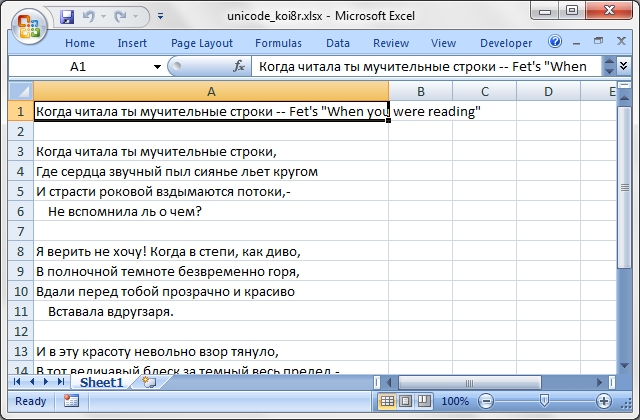 unicode_koi8r.xlsx - Microsoft Excel
Home Insert Page Layout Formulas Data Review View Developer
A1 fx Когда читала ты мучительные строки -- Fet's "When
A B C D E
1 Когда читала ты мучительные строки -- Fet's "When you were reading"
2
3 Когда читала ты мучительные строки,
4 Где сердца звучный пыл сиянье льет кругом
5 И страсти роковой вздымаются потоки,-
6 Не вспомнила ль о чем?
7
8 Я верить не хочу! Когда в степи, как диво,
9 В полночной темноте безвременно горя,
10 Вдали перед тобой прозрачно и красиво
11 Вставала вдругзаря.
12
13 И в эту красоту невольно взор тянуло,
14 В тот величавый блеск за темный весь предел,-
Sheet1
Ready 100%